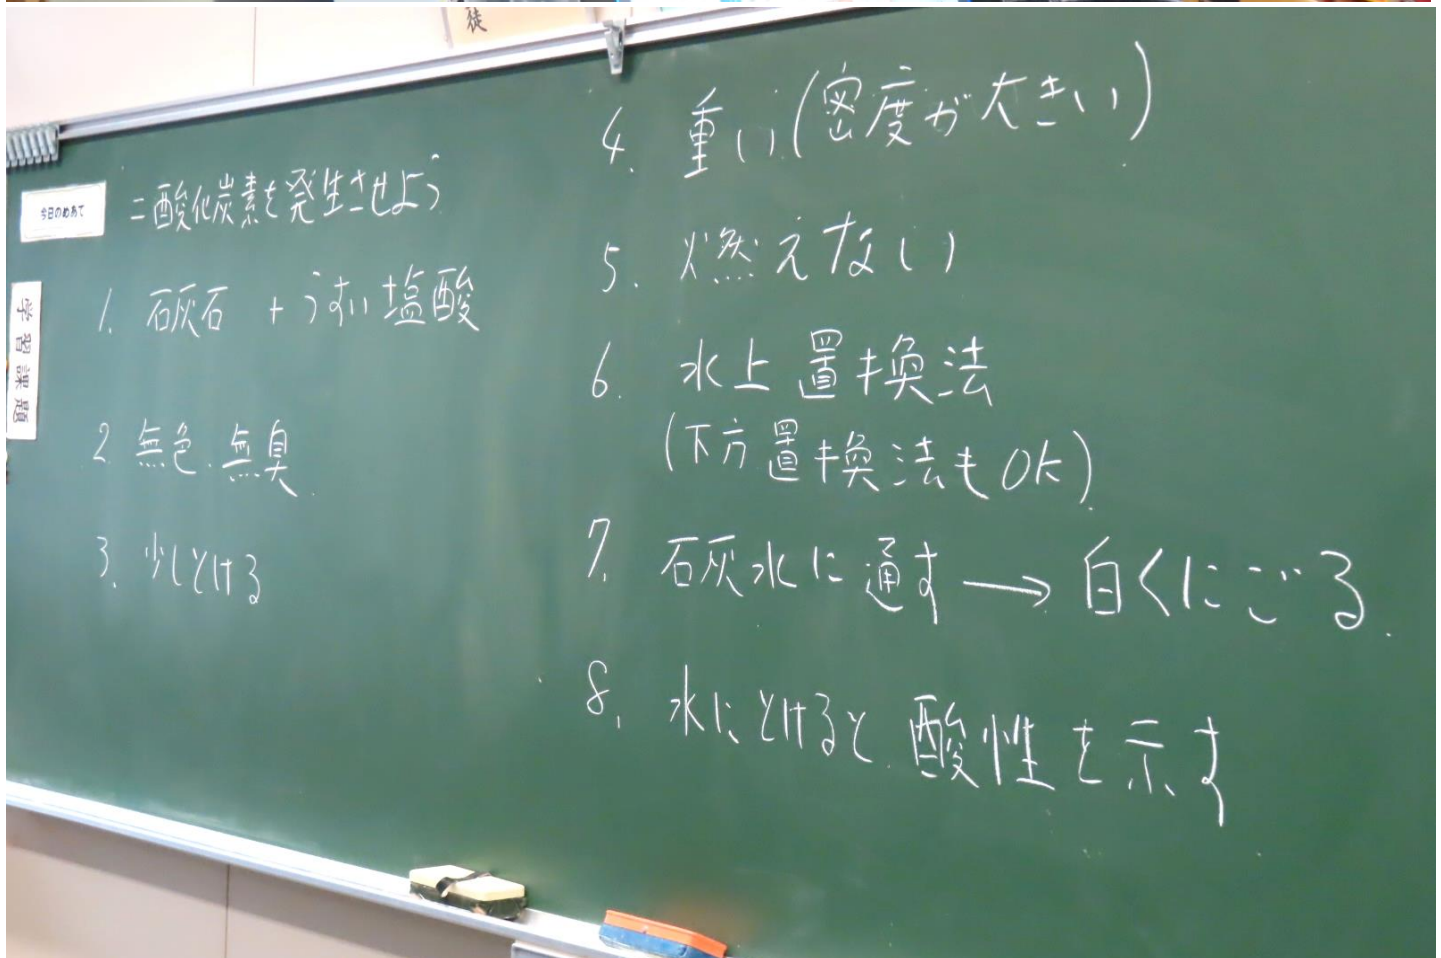 徒
今日のめあて
二酸化炭素を発生させよう
学習課題
1. 石灰石 + うすい塩酸
2. 無色、無臭
3. 少しとける
4. 重い(密度が大きい)
5. 燃えない
6. 水上置換法
(下方置換法もOK)
7. 石灰水に通す → 白くにごる.
8. 水にとけると、酸性を示す